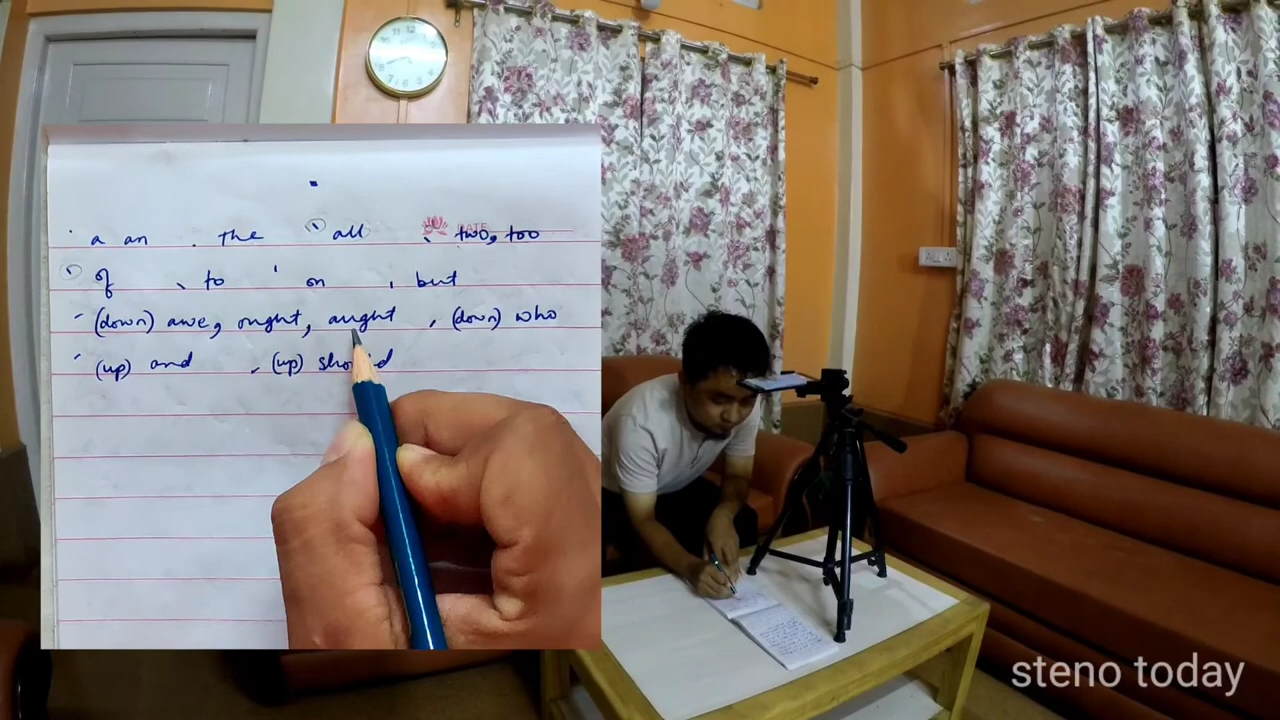 a an the all two, too
DATE
of to on but
(down) awe, ought, aught , (down) who
(up) and (up) should
steno today